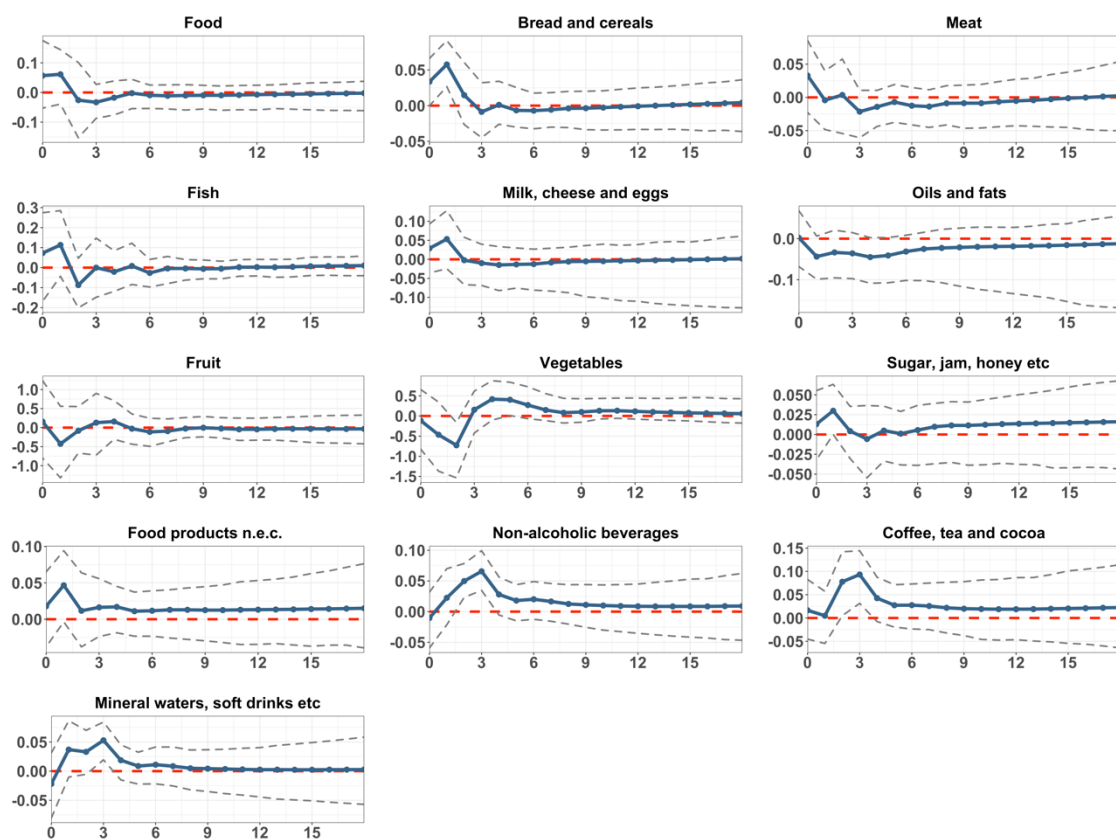 Food
0.1
0.0
-0.1
0 3 6 9 12 15
Bread and cereals
0.05
0.00
-0.05
0 3 6 9 12 15
Meat
0.05
0.00
-0.05
0 3 6 9 12 15
Fish
0.3
0.2
0.1
0.0
-0.1
-0.2
0 3 6 9 12 15
Milk, cheese and eggs
0.10
0.05
0.00
-0.05
-0.10
0 3 6 9 12 15
Oils and fats
0.0
-0.1
0 3 6 9 12 15
Fruit
1.0
0.5
0.0
-0.5
-1.0
0 3 6 9 12 15
Vegetables
0.5
0.0
-0.5
-1.0
-1.5
0 3 6 9 12 15
Sugar, jam, honey etc
0.050
0.025
0.000
-0.025
-0.050
0 3 6 9 12 15
Food products n.e.c.
0.10
0.05
0.00
0 3 6 9 12 15
Non-alcoholic beverages
0.10
0.05
0.00
-0.05
0 3 6 9 12 15
Coffee, tea and cocoa
0.15
0.10
0.05
0.00
-0.05
0 3 6 9 12 15
Mineral waters, soft drinks etc
0.05
0.00
-0.05
0 3 6 9 12 15